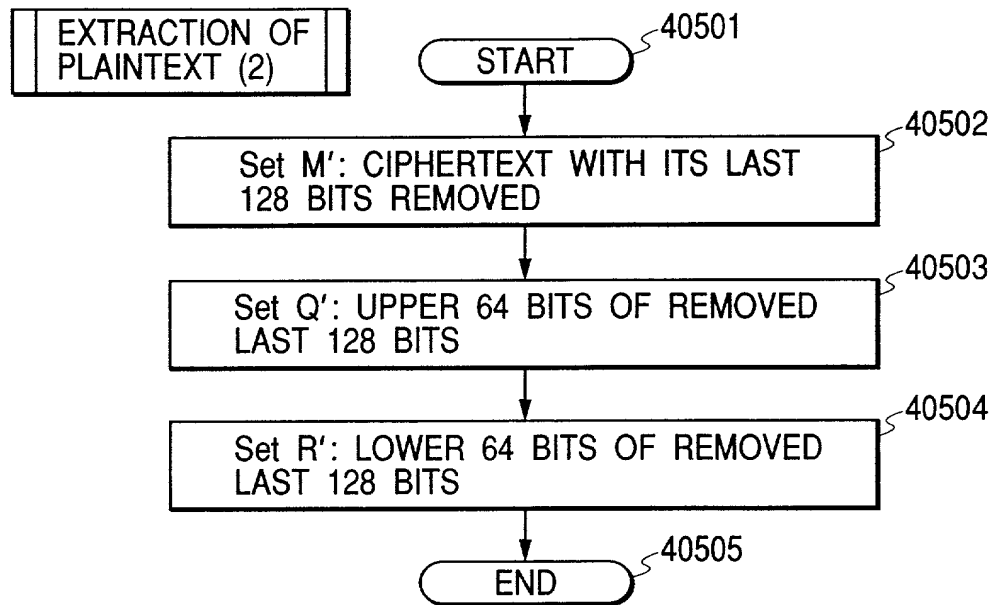 EXTRACTION OF
PLAINTEXT (2)
START
40501
Set M′: CIPHERTEXT WITH ITS LAST
128 BITS REMOVED
40502
Set Q′: UPPER 64 BITS OF REMOVED
LAST 128 BITS
40503
Set R′: LOWER 64 BITS OF REMOVED
LAST 128 BITS
40504
END
40505